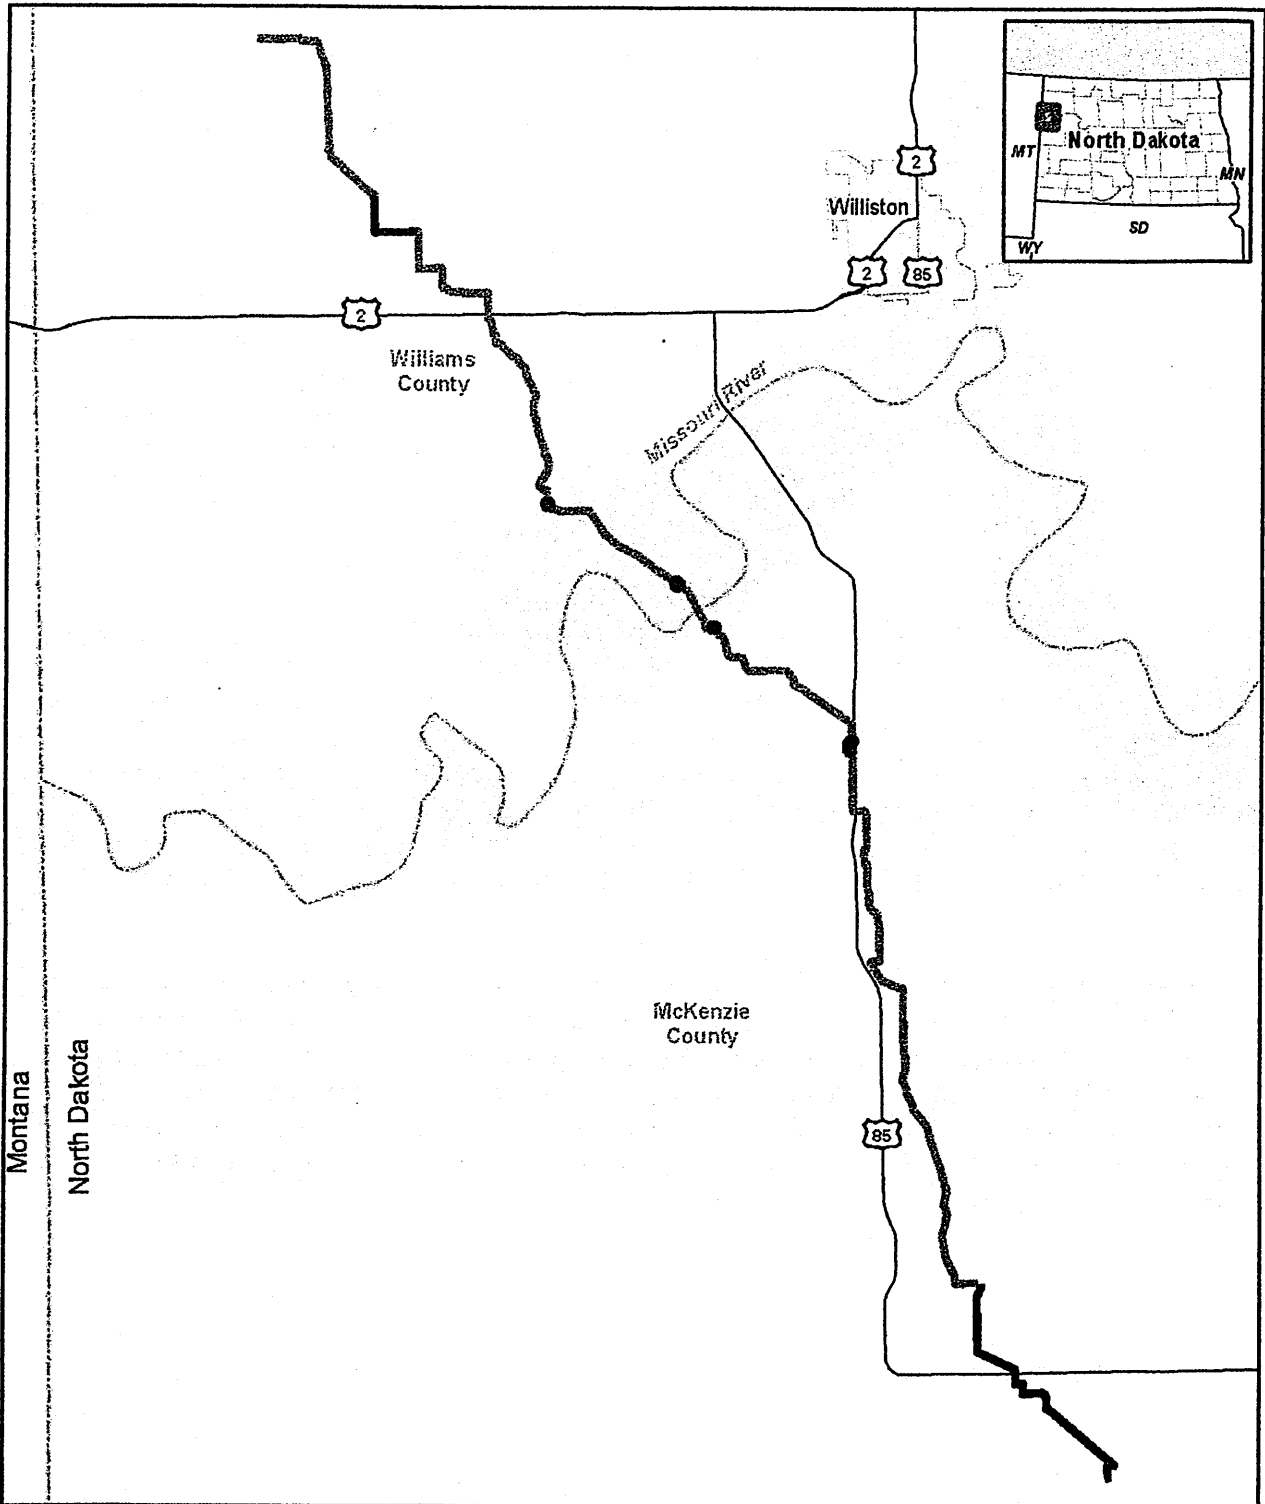 2
Williston
2
85
2
Williams
County
Missouri River
McKenzie
County
85
Montana
North Dakota
North Dakota
MT
MN
SD
WY